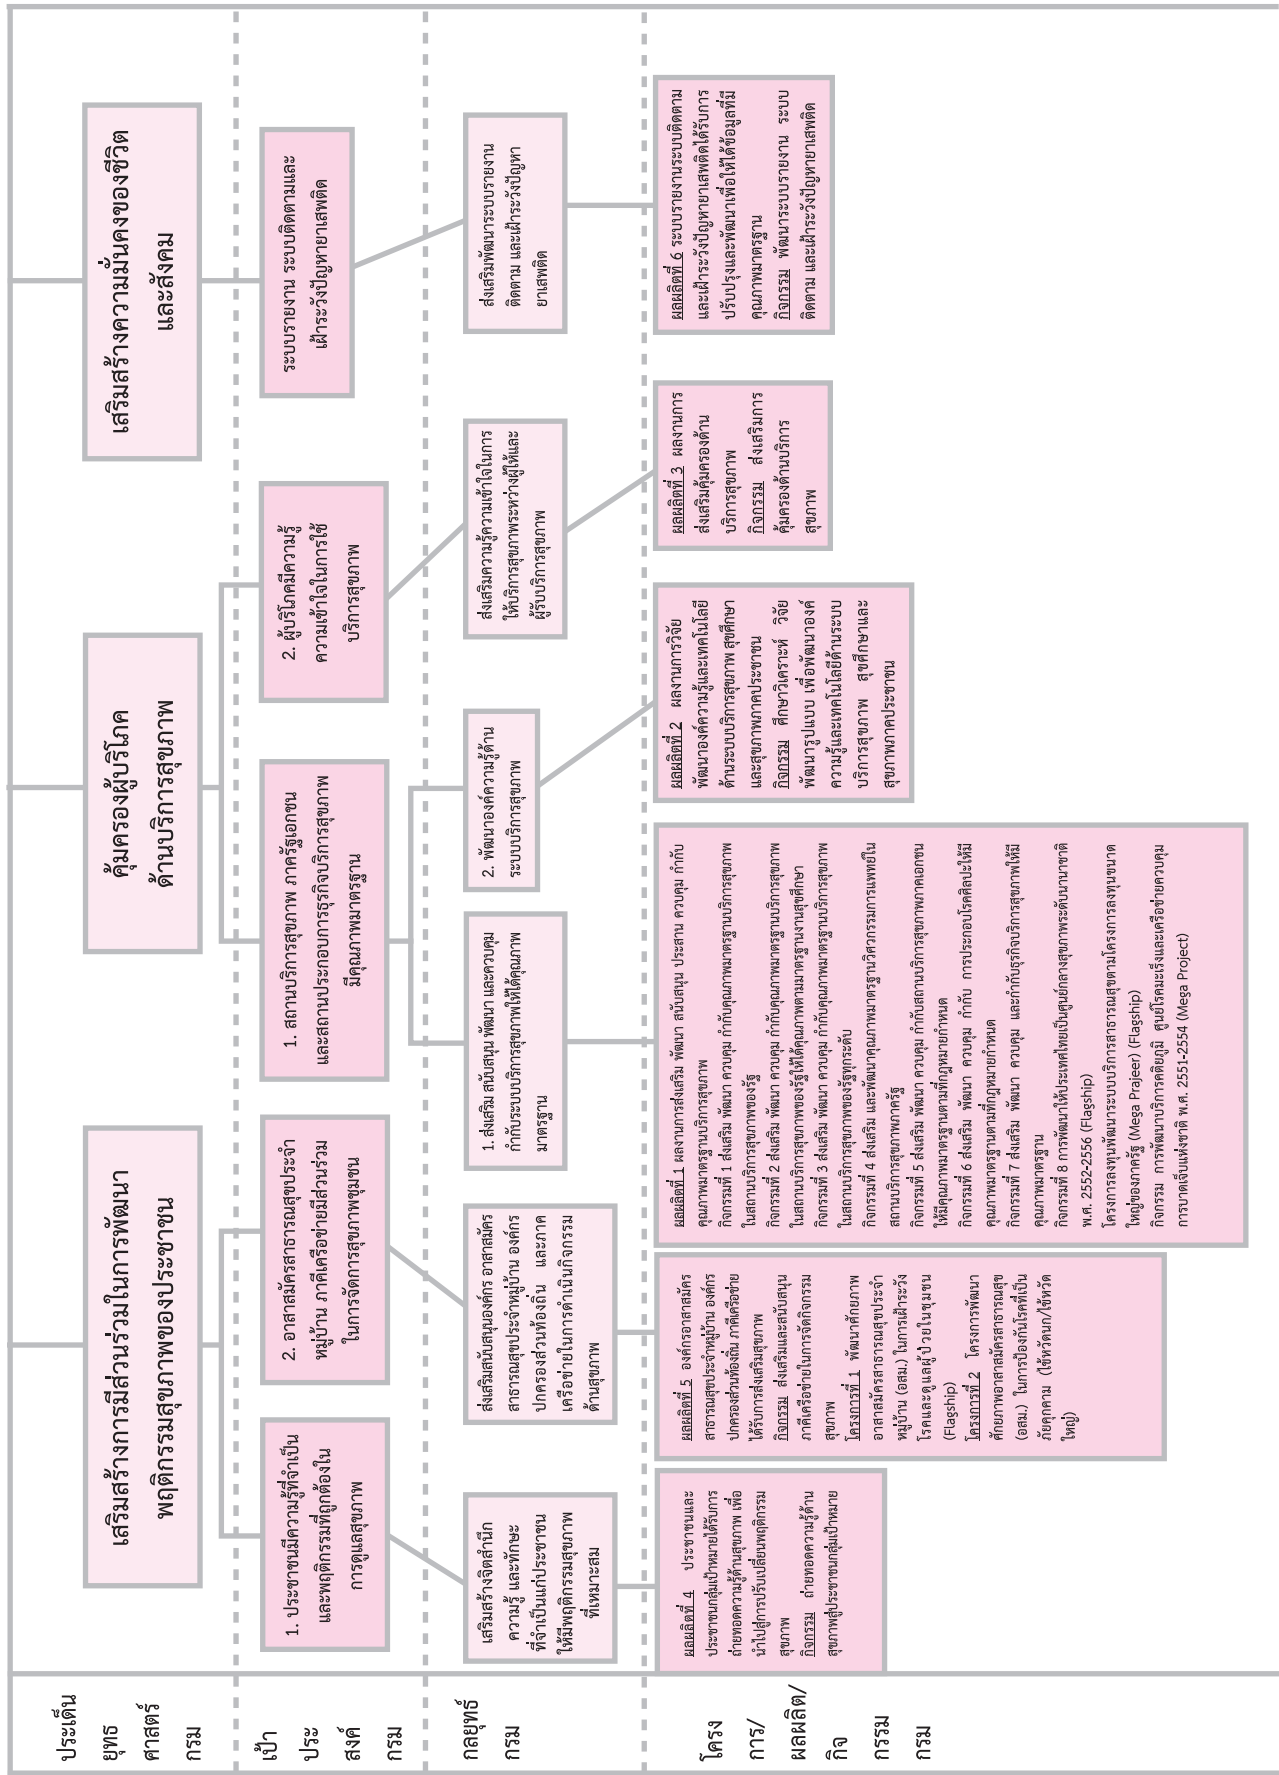 ประเด็น
ยุทธ
ศาสตร์
กรม
เสริมสร้างการมีส่วนร่วมในการพัฒนา
พฤติกรรมสุขภาพของประชาชน
คุ้มครองผู้บริโภค
ด้านบริการสุขภาพ
เสริมสร้างความมั่นคงของชีวิต
และสังคม
เป้า
ประ
สงค์
กรม
1. ประชาชนมีความรู้ที่จำเป็น
และพฤติกรรมที่ถูกต้องใน
การดูแลสุขภาพ
2. อาสาสมัครสาธารณสุขประจำ
หมู่บ้าน ภาคีเครือข่ายมีส่วนร่วม
ในการจัดการสุขภาพชุมชน
1. สถานบริการสุขภาพ ภาครัฐเอกชน
และสถานประกอบการธุรกิจบริการสุขภาพ
มีคุณภาพมาตรฐาน
2. ผู้บริโภคมีความรู้
ความเข้าใจในการใช้
บริการสุขภาพ
ระบบรายงาน ระบบติดตามและ
เฝ้าระวังปัญหายาเสพติด
กลยุทธ์
กรม
เสริมสร้างจิตสำนึก
ความรู้ และทักษะ
ที่จำเป็นแก่ประชาชน
ให้มีพฤติกรรมสุขภาพ
ที่เหมาะสม
ส่งเสริมสนับสนุนองค์กร อาสาสมัคร
สาธารณสุขประจำหมู่บ้าน องค์กร
ปกครองส่วนท้องถิ่น และภาค
เครือข่ายในการดำเนินกิจกรรม
ด้านสุขภาพ
1. ส่งเสริม สนับสนุน พัฒนา และควบคุม
กำกับระบบบริการสุขภาพให้ได้คุณภาพ
มาตรฐาน
2. พัฒนาองค์ความรู้ด้าน
ระบบบริการสุขภาพ
ส่งเสริมความรู้ความเข้าใจในการ
ให้บริการสุขภาพระหว่างผู้ให้และ
ผู้รับบริการสุขภาพ
ส่งเสริมพัฒนาระบบรายงาน
ติดตาม และเฝ้าระวังปัญหา
ยาเสพติด
โครง
การ/
ผลผลิต/
กิจ
กรรม
กรม
ผลผลิตที่ 4 ประชาชนและ
ประชาชนกลุ่มเป้าหมายได้รับการ
ถ่ายทอดความรู้ด้านสุขภาพ เพื่อ
นำไปสู่การปรับเปลี่ยนพฤติกรรม
สุขภาพ
กิจกรรม ถ่ายทอดความรู้ด้าน
สุขภาพสู่ประชาชนกลุ่มเป้าหมาย
ผลผลิตที่ 5 องค์กรอาสาสมัคร
สาธารณสุขประจำหมู่บ้าน องค์กร
ปกครองส่วนท้องถิ่น ภาคีเครือข่าย
ได้รับการส่งเสริมสุขภาพ
กิจกรรม ส่งเสริมและสนับสนุน
ภาคีเครือข่ายในการจัดกิจกรรม
สุขภาพ
โครงการที่ 1 พัฒนาศักยภาพ
อาสาสมัครสาธารณสุขประจำ
หมู่บ้าน (อสม.) ในการเฝ้าระวัง
โรคและดูแลผู้ป่วยในชุมชน
(Flagship)
โครงการที่ 2 โครงการพัฒนา
ศักยภาพอาสาสมัครสาธารณสุข
(อสม.) ในการป้องกันโรคที่เป็น
ภัยคุกคาม (ไข้หวัดนก/ไข้หวัด
ใหญ่)
ผลผลิตที่ 1 ผลงานการส่งเสริม พัฒนา สนับสนุน ประสาน ควบคุม กำกับ
คุณภาพมาตรฐานบริการสุขภาพ
กิจกรรมที่ 1 ส่งเสริม พัฒนา ควบคุม กำกับคุณภาพมาตรฐานบริการสุขภาพ
ในสถานบริการสุขภาพของรัฐ
กิจกรรมที่ 2 ส่งเสริม พัฒนา ควบคุม กำกับคุณภาพมาตรฐานบริการสุขภาพ
ในสถานบริการสุขภาพของรัฐให้ได้คุณภาพตามมาตรฐานงานสุขศึกษา
กิจกรรมที่ 3 ส่งเสริม พัฒนา ควบคุม กำกับคุณภาพมาตรฐานบริการสุขภาพ
ในสถานบริการสุขภาพของรัฐทุกระดับ
กิจกรรมที่ 4 ส่งเสริม และพัฒนาคุณภาพมาตรฐานวิศวกรรมการแพทย์ใน
สถานบริการสุขภาพภาครัฐ
กิจกรรมที่ 5 ส่งเสริม พัฒนา ควบคุม กำกับสถานบริการสุขภาพภาคเอกชน
ให้มีคุณภาพมาตรฐานตามที่กฎหมายกำหนด
กิจกรรมที่ 6 ส่งเสริม พัฒนา ควบคุม กำกับ การประกอบโรคศิลปะให้มี
คุณภาพมาตรฐานตามที่กฎหมายกำหนด
กิจกรรมที่ 7 ส่งเสริม พัฒนา ควบคุม และกำกับธุรกิจบริการสุขภาพให้มี
คุณภาพมาตรฐาน
กิจกรรมที่ 8 การพัฒนาให้ประเทศไทยเป็นศูนย์กลางสุขภาพระดับนานาชาติ
พ.ศ. 2552-2556 (Flagship)
โครงการลงทุนพัฒนาระบบบริการสาธารณสุขตามโครงการลงทุนขนาด
ใหญ่ของภาครัฐ (Mega Prajeer) (Flagship)
กิจกรรม การพัฒนาบริการตติยภูมิ ศูนย์โรคมะเร็งและเครือข่ายควบคุม
การบาดเจ็บแห่งชาติ พ.ศ. 2551-2554 (Mega Project)
ผลผลิตที่ 2 ผลงานการวิจัย
พัฒนาองค์ความรู้และเทคโนโลยี
ด้านระบบบริการสุขภาพ สุขศึกษา
และสุขภาพภาคประชาชน
กิจกรรม ศึกษาวิเคราะห์ วิจัย
พัฒนารูปแบบ เพื่อพัฒนาองค์
ความรู้และเทคโนโลยีด้านระบบ
บริการสุขภาพ สุขศึกษาและ
สุขภาพภาคประชาชน
ผลผลิตที่ 3 ผลงานการ
ส่งเสริมคุ้มครองด้าน
บริการสุขภาพ
กิจกรรม ส่งเสริมการ
คุ้มครองด้านบริการ
สุขภาพ
ผลผลิตที่ 6 ระบบรายงานระบบติดตาม
และเฝ้าระวังปัญหายาเสพติดได้รับการ
ปรับปรุงและพัฒนาเพื่อให้ได้ข้อมูลที่มี
คุณภาพมาตรฐาน
กิจกรรม พัฒนาระบบรายงาน ระบบ
ติดตาม และเฝ้าระวังปัญหายาเสพติด